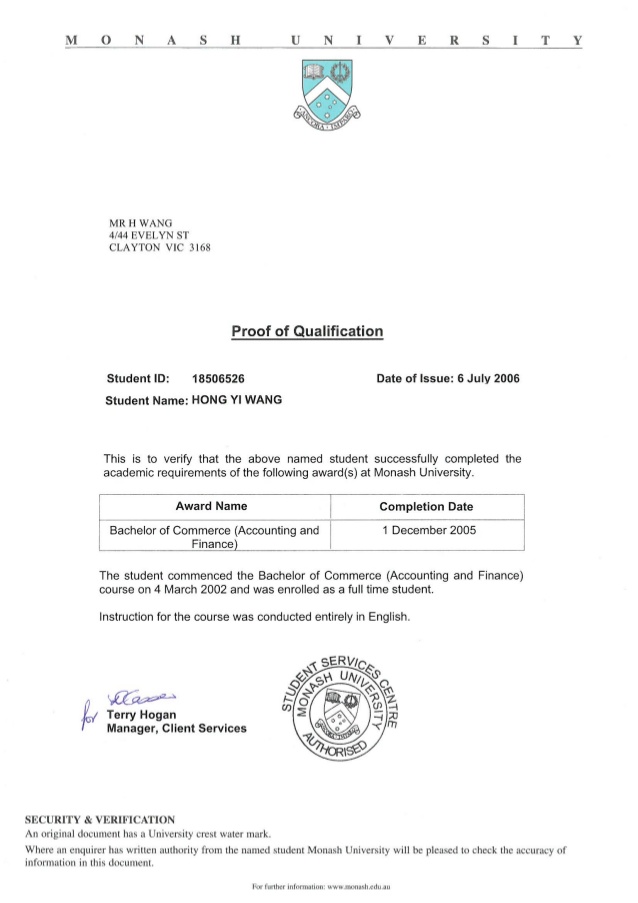 MONASH UNIVERSITY
ANCORA IMPARO
MR H WANG
4/44 EVELYN ST
CLAYTON VIC 3168
Proof of Qualification
Student ID: 18506526 Date of Issue: 6 July 2006
Student Name: HONG YI WANG
This is to verify that the above named student successfully completed the
academic requirements of the following award(s) at Monash University.
Award Name Completion Date
Bachelor of Commerce (Accounting and 1 December 2005
Finance)
The student commenced the Bachelor of Commerce (Accounting and Finance)
course on 4 March 2002 and was enrolled as a full time student.
Instruction for the course was conducted entirely in English.
for
Terry Hogan
Manager, Client Services
STUDENT SERVICES CENTRE
MONASH UNIVERSITY
AUTHORISED
SECURITY & VERIFICATION
An original document has a University crest water mark.
Where an enquirer has written authority from the named student Monash University will be pleased to check the accuracy of
information in this document.
For further information: www.monash.edu.au